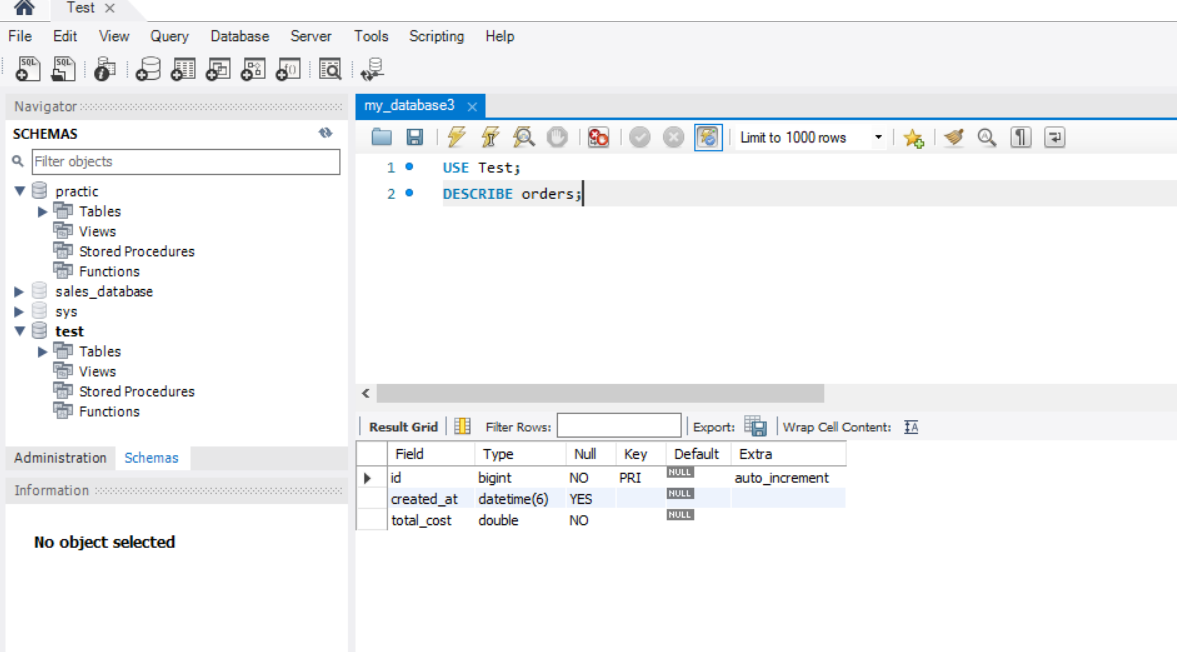 Test
File Edit View Query Database Server Tools Scripting Help
SQL SQL
Navigator
SCHEMAS
Filter objects
practic
Tables
Views
Stored Procedures
Functions
sales_database
sys
test
Tables
Views
Stored Procedures
Functions
Administration Schemas
Information
No object selected
my_database3
Limit to 1000 rows
1 USE Test;
2 DESCRIBE orders;
Result Grid Filter Rows: Export: Wrap Cell Content:
Field Type Null Key Default Extra
id bigint NO PRI NULL auto_increment
created_at datetime(6) YES NULL
total_cost double NO NULL